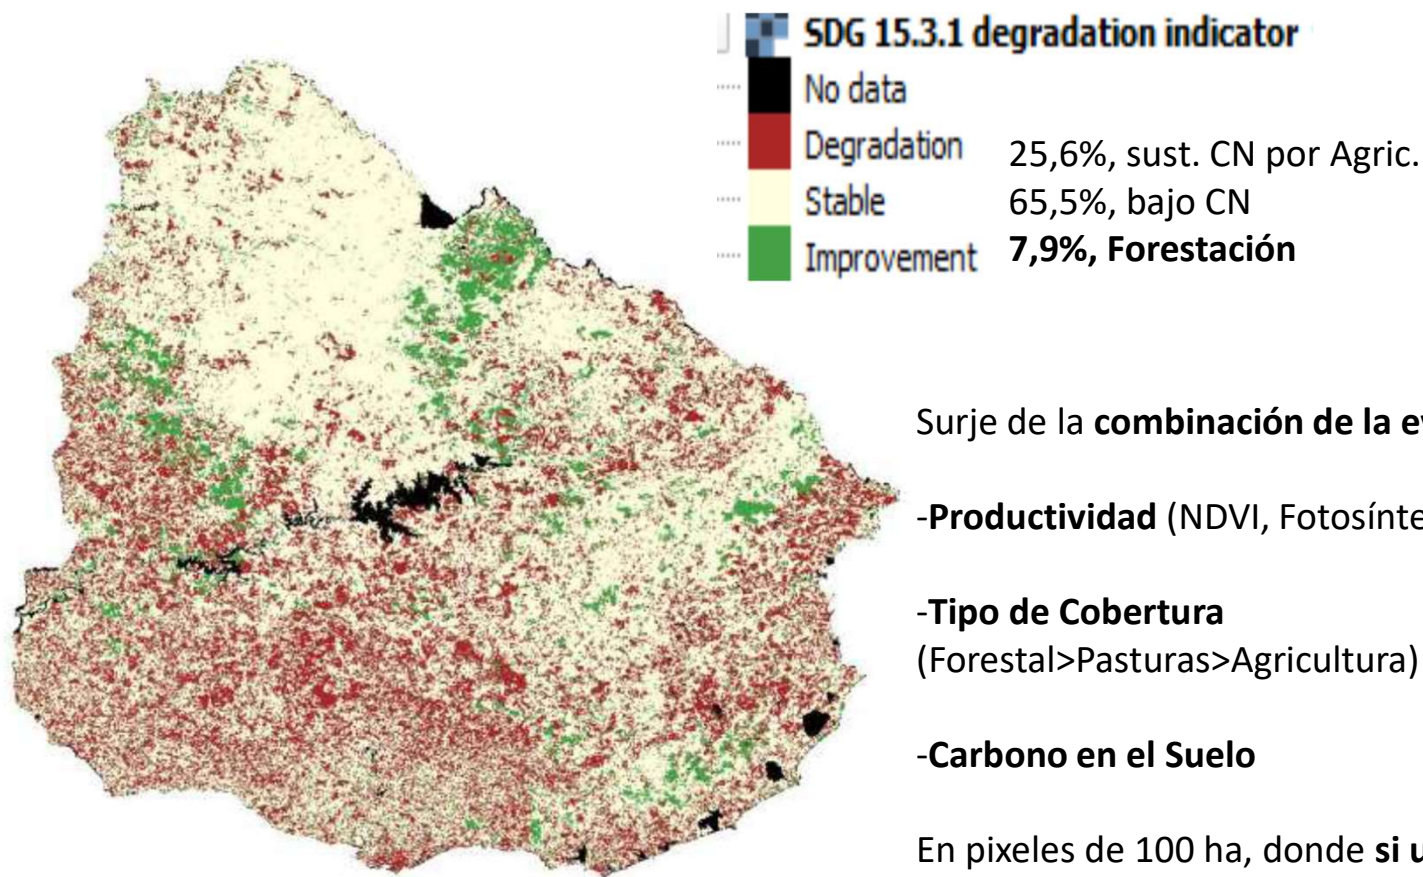 SDG 15.3.1 degradation indicator
No data
Degradation 25,6%, sust. CN por Agric.
Stable 65,5%, bajo CN
Improvement 7,9%, Forestación
Surje de la combinación de la
-Productividad (NDVI,
-Tipo de Cobertura
(Forestal>Pasturas>Agricultura)
-Carbono en el Suelo
En pixeles de 100 ha, donde si